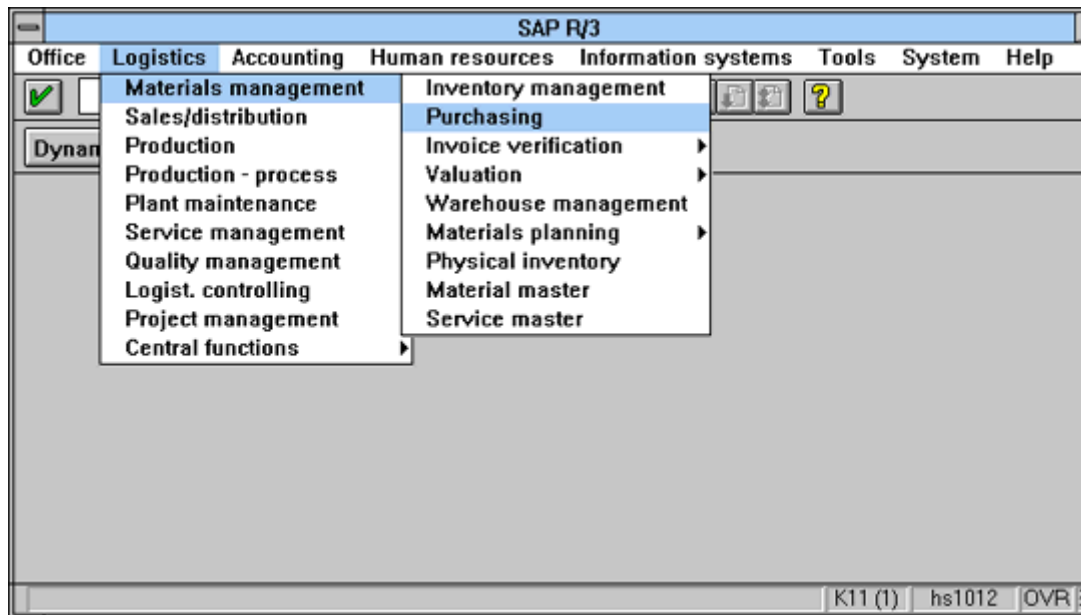 SAP R/3
Office Logistics Accounting Human resources Information systems Tools System Help
Materials management
Sales/distribution
Production
Production - process
Plant maintenance
Service management
Quality management
Logist. controlling
Project management
Central functions
Inventory management
Purchasing
Invoice verification
Valuation
Warehouse management
Materials planning
Physical inventory
Material master
Service master
Dynam
K11 (1) hs1012 OVR